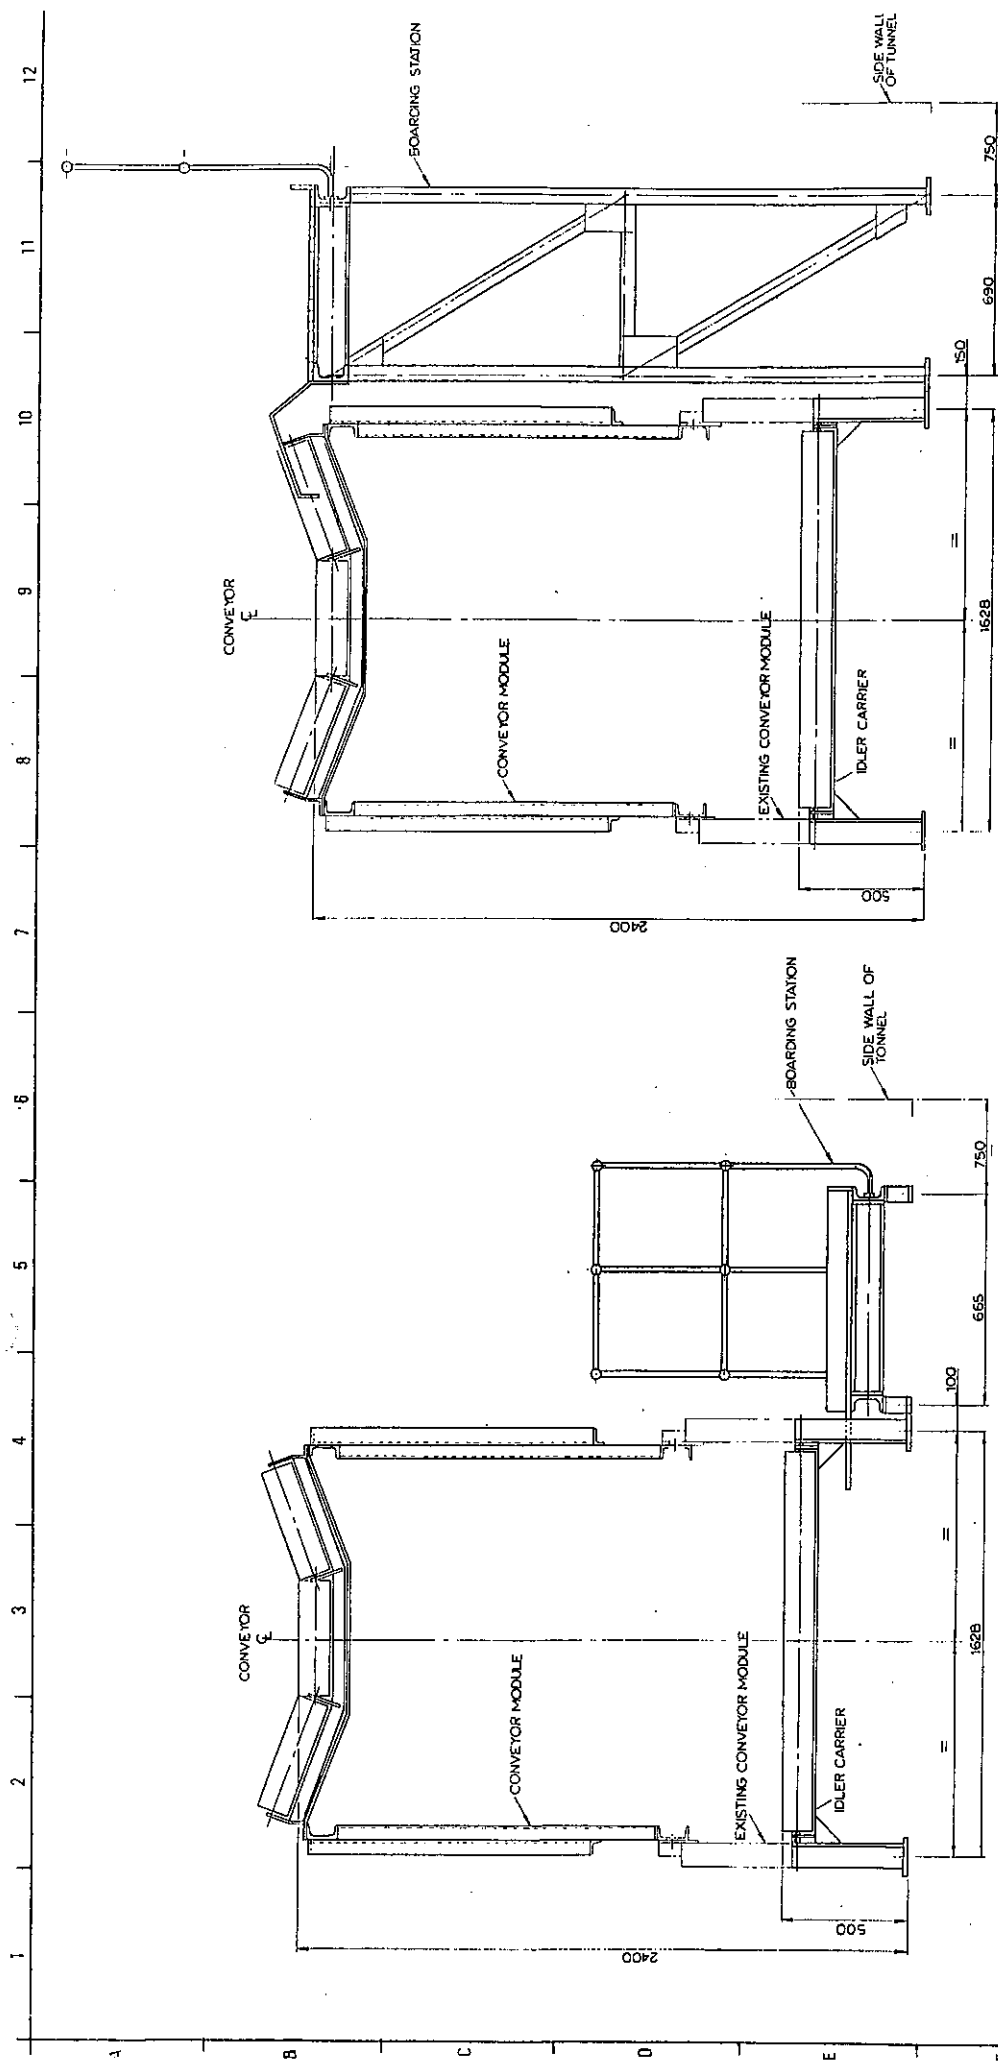 1
2
3
4
5
6
7
8
9
10
11
12
A
B
C
D
E
CONVEYOR
℄
CONVEYOR MODULE
EXISTING CONVEYOR MODULE
IDLER CARRIER
BOARDING STATION
SIDE WALL OF
TONNEL
2400
500
=
=
100
1628
665
750
CONVEYOR
℄
CONVEYOR MODULE
EXISTING CONVEYOR MODULE
IDLER CARRIER
BOARDING STATION
SIDE WALL
OF TUNNEL
2400
500
=
=
150
1628
690
750